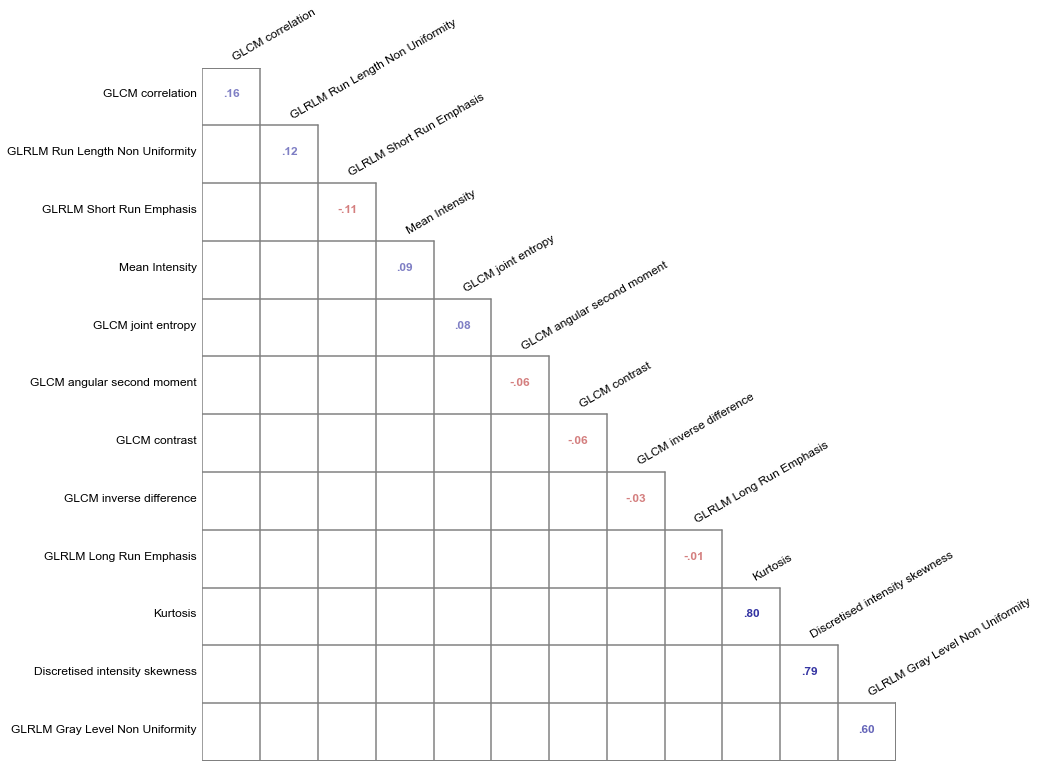 GLCM correlation
GLRLM Run Length Non Uniformity
GLCM correlation
.16
GLRLM Short Run Emphasis
GLRLM Run Length Non Uniformity
.12
Mean Intensity
GLRLM Short Run Emphasis
-.11
GLCM joint entropy
Mean Intensity
.09
GLCM angular second moment
GLCM joint entropy
.08
GLCM contrast
GLCM angular second moment
-.06
GLCM inverse difference
GLCM contrast
-.06
GLRLM Long Run Emphasis
GLCM inverse difference
-.03
Kurtosis
GLRLM Long Run Emphasis
-.01
Discretised intensity skewness
Kurtosis
.80
GLRLM Gray Level Non Uniformity
Discretised intensity skewness
.79
GLRLM Gray Level Non Uniformity
.60